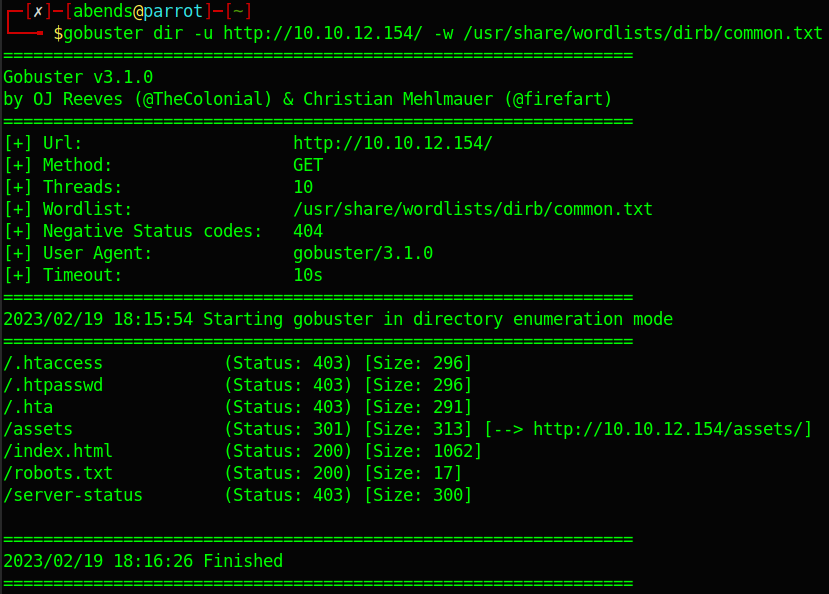 ┌─[✗]─[abends@parrot]─[~]
└──╼ $gobuster dir -u http://10.10.12.154/ -w /usr/share/wordlists/dirb/common.txt
===============================================================
Gobuster v3.1.0
by OJ Reeves (@TheColonial) & Christian Mehlmauer (@firefart)
===============================================================
[+] Url:                     http://10.10.12.154/
[+] Method:                  GET
[+] Threads:                 10
[+] Wordlist:                /usr/share/wordlists/dirb/common.txt
[+] Negative Status codes:   404
[+] User Agent:              gobuster/3.1.0
[+] Timeout:                 10s
===============================================================
2023/02/19 18:15:54 Starting gobuster in directory enumeration mode
===============================================================
/.htaccess            (Status: 403) [Size: 296]
/.htpasswd            (Status: 403) [Size: 296]
/.hta                 (Status: 403) [Size: 291]
/assets               (Status: 301) [Size: 313] [--> http://10.10.12.154/assets/]
/index.html           (Status: 200) [Size: 1062]
/robots.txt           (Status: 200) [Size: 17]
/server-status        (Status: 403) [Size: 300]

===============================================================
2023/02/19 18:16:26 Finished
===============================================================